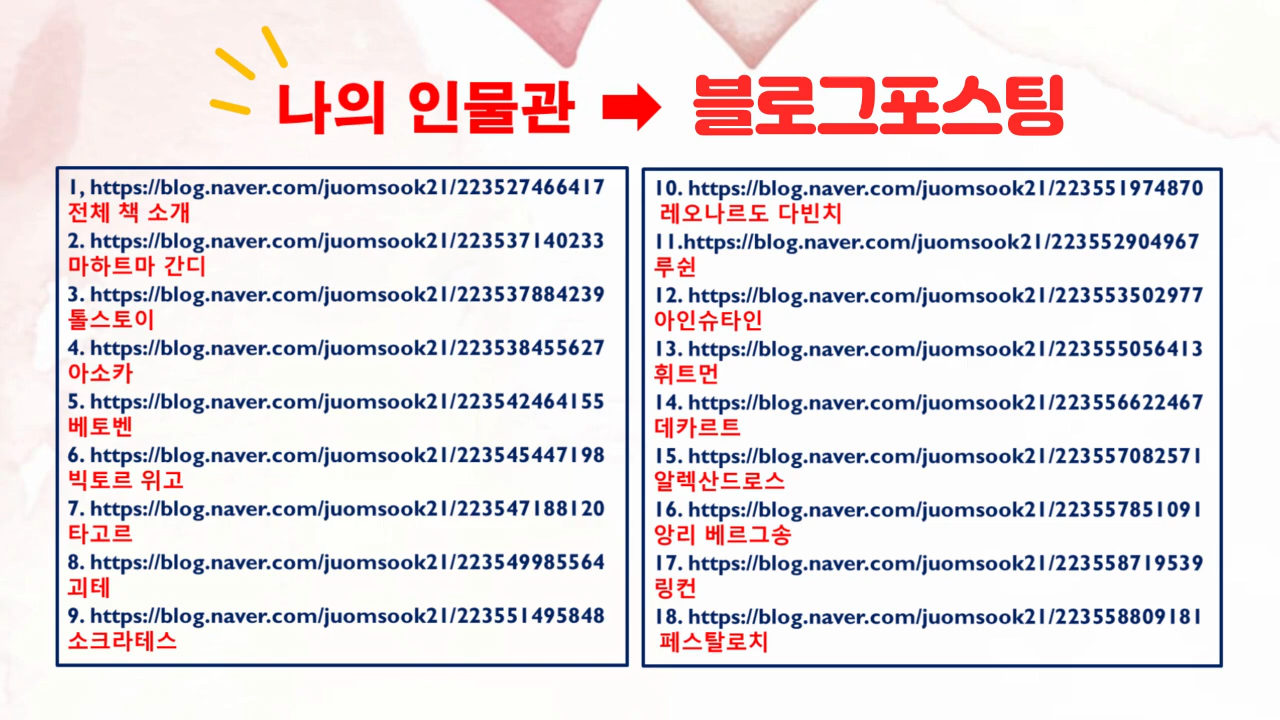 나의 인물관 ➡ 블로그포스팅
1, https://blog.naver.com/juomsook21/223527466417
전체 책 소개
2. https://blog.naver.com/juomsook21/223537140233
마하트마 간디
3. https://blog.naver.com/juomsook21/223537884239
톨스토이
4. https://blog.naver.com/juomsook21/223538455627
아소카
5. https://blog.naver.com/juomsook21/223542464155
베토벤
6. https://blog.naver.com/juomsook21/223545447198
빅토르 위고
7. https://blog.naver.com/juomsook21/223547188120
타고르
8. https://blog.naver.com/juomsook21/223549985564
괴테
9. https://blog.naver.com/juomsook21/223551495848
소크라테스
10. https://blog.naver.com/juomsook21/223551974870
레오나르도 다빈치
11.https://blog.naver.com/juomsook21/223552904967
루쉰
12. https://blog.naver.com/juomsook21/223553502977
아인슈타인
13. https://blog.naver.com/juomsook21/223555056413
휘트먼
14. https://blog.naver.com/juomsook21/223556622467
데카르트
15. https://blog.naver.com/juomsook21/223557082571
알렉산드로스
16. https://blog.naver.com/juomsook21/223557851091
앙리 베르그송
17. https://blog.naver.com/juomsook21/223558719539
링컨
18. https://blog.naver.com/juomsook21/223558809181
페스탈로치